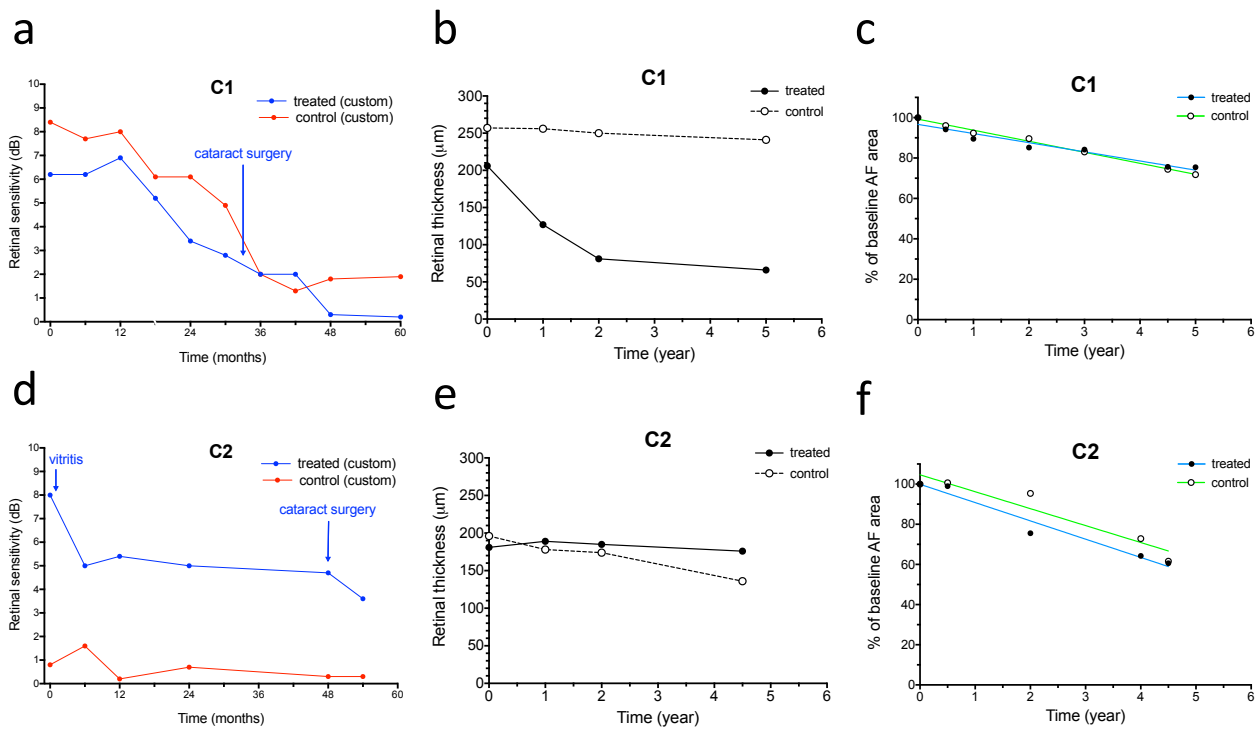 a
C1
treated (custom)
control (custom)
cataract surgery
Retinal sensitivity (dB)
10
9
8
7
6
5
4
3
2
1
0
0 12 24 36 48 60
Time (months)
b
C1
treated
control
Retinal thickness (μm)
300
250
200
150
100
50
0
0 1 2 3 4 5 6
Time (year)
c
C1
treated
control
% of baseline AF area
100
80
60
40
20
0
0 1 2 3 4 5 6
Time (year)
d
C2
vitritis
treated (custom)
control (custom)
cataract surgery
Retinal sensitivity (dB)
10
9
8
7
6
5
4
3
2
1
0
0 12 24 36 48 60
Time (months)
e
C2
treated
control
Retinal thickness (μm)
300
250
200
150
100
50
0
0 1 2 3 4 5 6
Time (year)
f
C2
treated
control
% of baseline AF area
100
80
60
40
20
0
0 1 2 3 4 5 6
Time (year)